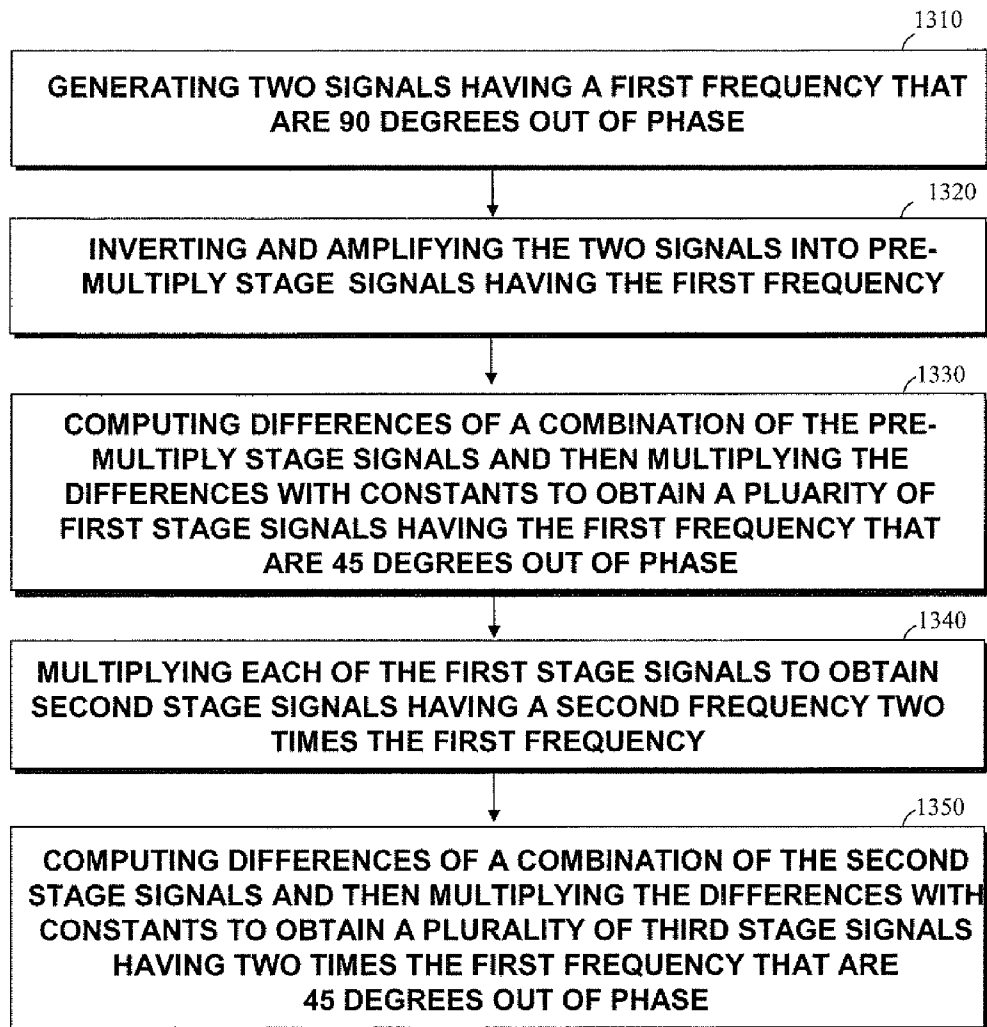 1310
GENERATING TWO SIGNALS HAVING A FIRST FREQUENCY THAT
ARE 90 DEGREES OUT OF PHASE
1320
INVERTING AND AMPLIFYING THE TWO SIGNALS INTO PRE-
MULTIPLY STAGE SIGNALS HAVING THE FIRST FREQUENCY
1330
COMPUTING DIFFERENCES OF A COMBINATION OF THE PRE-
MULTIPLY STAGE SIGNALS AND THEN MULTIPLYING THE
DIFFERENCES WITH CONSTANTS TO OBTAIN A PLUARITY OF
FIRST STAGE SIGNALS HAVING THE FIRST FREQUENCY THAT
ARE 45 DEGREES OUT OF PHASE
1340
MULTIPLYING EACH OF THE FIRST STAGE SIGNALS TO OBTAIN
SECOND STAGE SIGNALS HAVING A SECOND FREQUENCY TWO
TIMES THE FIRST FREQUENCY
1350
COMPUTING DIFFERENCES OF A COMBINATION OF THE SECOND
STAGE SIGNALS AND THEN MULTIPLYING THE DIFFERENCES WITH
CONSTANTS TO OBTAIN A PLURALITY OF THIRD STAGE SIGNALS
HAVING TWO TIMES THE FIRST FREQUENCY THAT ARE
45 DEGREES OUT OF PHASE